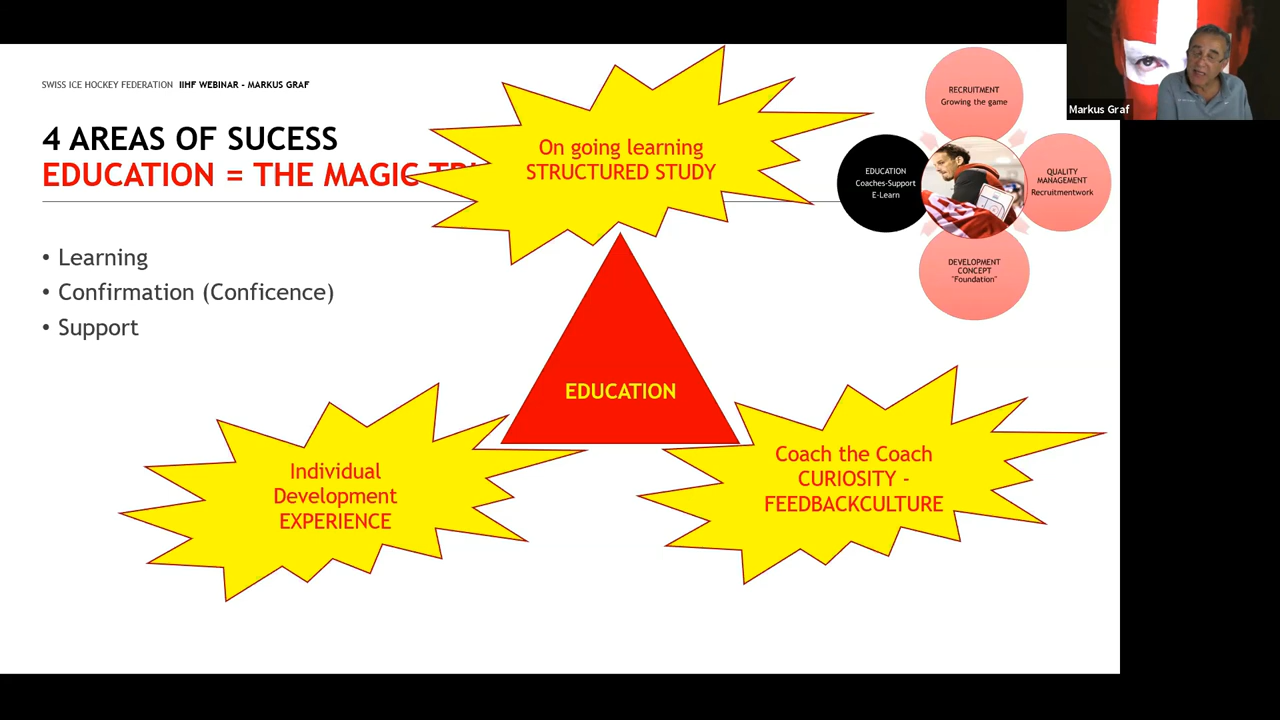 SWISS ICE HOCKEY FEDERATION IIHF WEBINAR - MARKUS GRAF
4 AREAS OF SUCESS
EDUCATION = THE MAGIC
• Learning
• Confirmation (Conficence)
• Support
On going learning
STRUCTURED STUDY
EDUCATION
Individual
Development
EXPERIENCE
Coach the Coach
CURIOSITY -
FEEDBACKCULTURE
RECRUITMENT
Growing the game
EDUCATION
Coaches-Support
E-Learn
QUALITY
MANAGEMENT
Recruitmentwork
DEVELOPMENT
CONCEPT
"Foundation"
Markus Graf